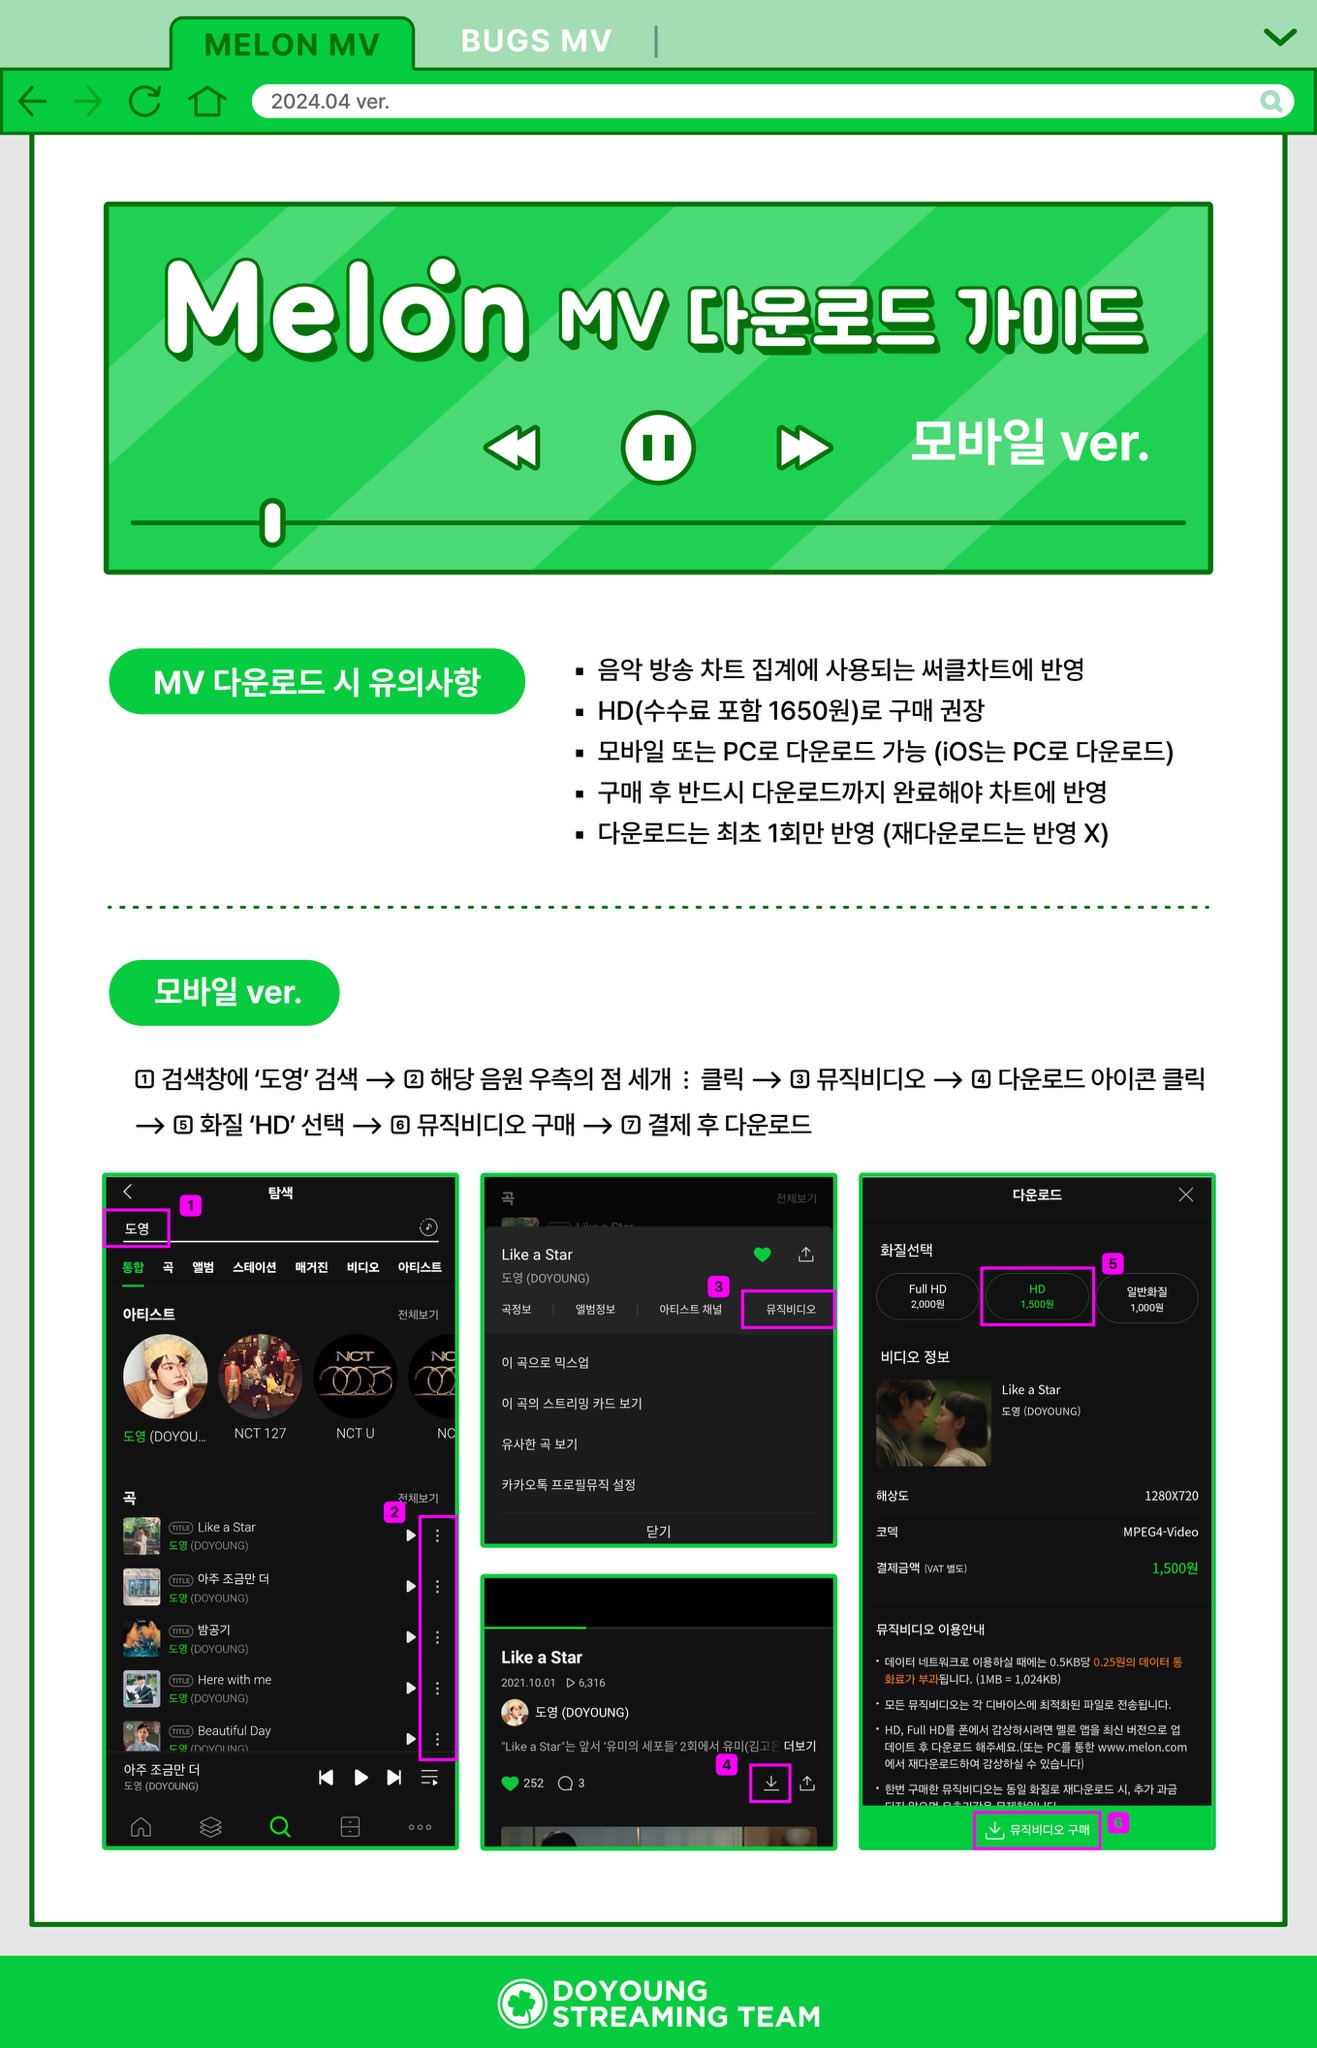 MELON MV
BUGS MV
2024.04 ver.
Melon MV 다운로드 가이드
모바일 ver.
MV 다운로드 시 유의사항
▪ 음악 방송 차트 집계에 사용되는 써클차트에 반영
▪ HD(수수료 포함 1650원)로 구매 권장
▪ 모바일 또는 PC로 다운로드 가능 (iOS는 PC로 다운로드)
▪ 구매 후 반드시 다운로드까지 완료해야 차트에 반영
▪ 다운로드는 최초 1회만 반영 (재다운로드는 반영 X)
모바일 ver.
1 검색창에 ‘도영’ 검색 → 2 해당 음원 우측의 점 세개 ⋮ 클릭 → 3 뮤직비디오 → 4 다운로드 아이콘 클릭
→ 5 화질 ‘HD’ 선택 → 6 뮤직비디오 구매 → 7 결제 후 다운로드
탐색
1
도영
통합 곡 앨범 스테이션 매거진 비디오 아티스트
아티스트 전체보기
도영 (DOYOU... NCT 127 NCT U NC
곡 전체보기
2
TITLE Like a Star
도영 (DOYOUNG)
TITLE 아주 조금만 더
도영 (DOYOUNG)
TITLE 밤공기
도영 (DOYOUNG)
TITLE Here with me
도영 (DOYOUNG)
TITLE Beautiful Day
도영 (DOYOUNG)
아주 조금만 더
도영 (DOYOUNG)
곡 전체보기
Like a Star
Like a Star
도영 (DOYOUNG)
3
곡정보 앨범정보 아티스트 채널 뮤직비디오
이 곡으로 믹스업
이 곡의 스트리밍 카드 보기
유사한 곡 보기
카카오톡 프로필뮤직 설정
닫기
Like a Star
2021.10.01 ▷ 6,316
도영 (DOYOUNG)
"Like a Star"는 앞서 '유미의 세포들' 2회에서 유미(김고은 더보기
4
252 3
다운로드
화질선택
5
Full HD
2,000원
HD
1,500원
일반화질
1,000원
비디오 정보
Like a Star
도영 (DOYOUNG)
해상도 1280X720
코덱 MPEG4-Video
결제금액 (VAT 별도) 1,500원
뮤직비디오 이용안내
· 데이터 네트워크로 이용하실 때에는 0.5KB당 0.25원의 데이터 통
화료가 부과됩니다. (1MB = 1,024KB)
· 모든 뮤직비디오는 각 디바이스에 최적화된 파일로 전송됩니다.
· HD, Full HD를 폰에서 감상하시려면 멜론 앱을 최신 버전으로 업
데이트 후 다운로드 해주세요.(또는 PC를 통한 www.melon.com
에서 재다운로드하여 감상하실 수 있습니다)
· 한번 구매한 뮤직비디오는 동일 화질로 재다운로드 시, 추가 과금
뮤직비디오 구매
6
DOYOUNG
STREAMING TEAM